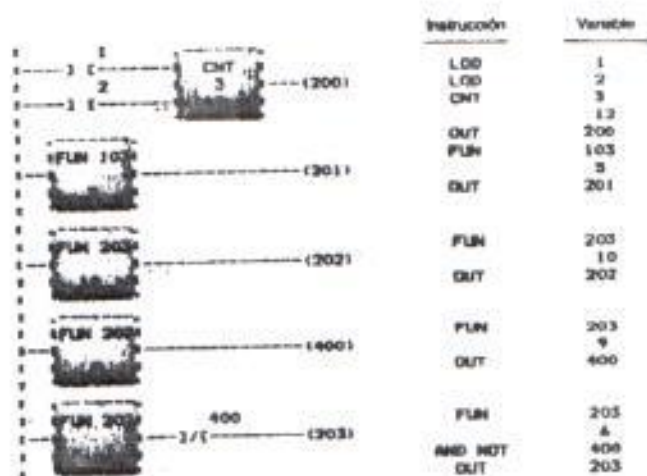 Instrucción Variable
1
] [
CNT
3
(200)
2
] [
FUN 103
(201)
FUN 203
(202)
FUN 203
(400)
FUN 203
400
]/[
(203)
LOD 1
LOD 2
CNT 3
12
OUT 200
FUN 103
5
OUT 201
FUN 203
10
OUT 202
FUN 203
9
OUT 400
FUN 203
6
AND NOT 400
OUT 203